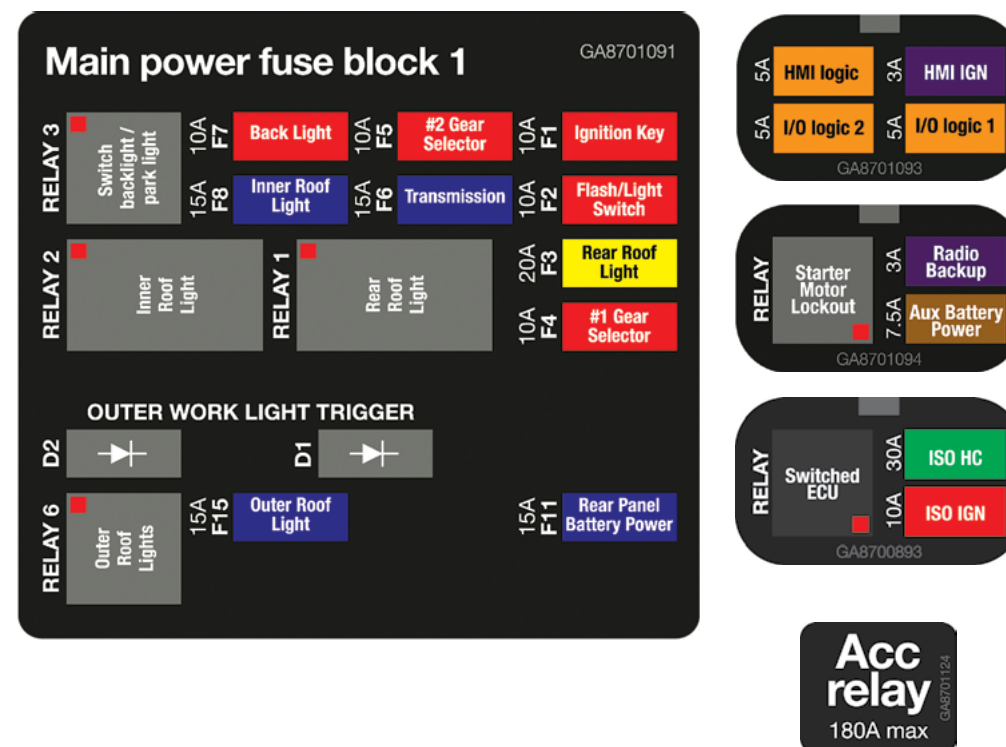 Main power fuse block 1
GA8701091
RELAY 3
Switch
backlight /
park light
10A
F7
Back Light
10A
F5
#2 Gear
Selector
10A
F1
Ignition Key
15A
F8
Inner Roof
Light
15A
F6
Transmission
10A
F2
Flash/Light
Switch
RELAY 2
Inner
Roof
Light
RELAY 1
Rear
Roof
Light
20A
F3
Rear Roof
Light
10A
F4
#1 Gear
Selector
OUTER WORK LIGHT TRIGGER
D2
D1
RELAY 6
Outer
Roof
Lights
15A
F15
Outer Roof
Light
15A
F11
Rear Panel
Battery Power
5A
HMI logic
3A
HMI IGN
5A
I/O logic 2
5A
I/O logic 1
GA8701093
RELAY
Starter
Motor
Lockout
3A
Radio
Backup
7.5A
Aux Battery
Power
GA8701094
RELAY
Switched
ECU
30A
ISO HC
10A
ISO IGN
GA8700893
Acc
relay
180A max
GA8701124